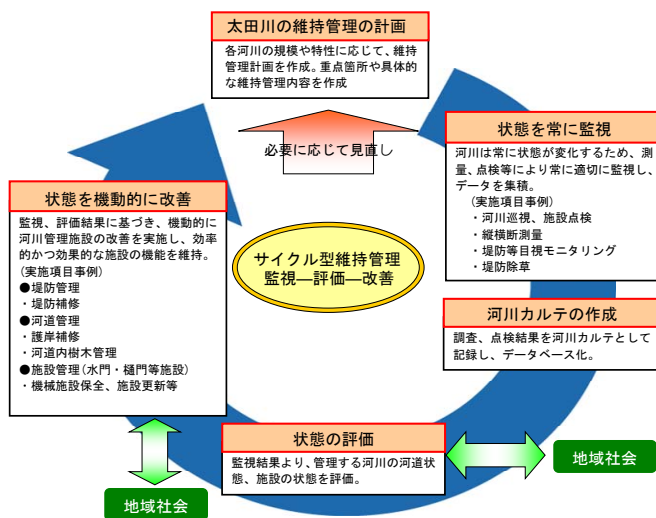 太田川の維持管理の計画
各河川の規模や特性に応じて、維持
管理計画を作成。重点箇所や具体的
な維持管理内容を作成
必要に応じて見直し
状態を常に監視
河川は常に状態が変化するため、測
量、点検等により常に適切に監視し、
データを集積。
(実施項目事例)
・河川巡視、施設点検
・縦横断測量
・堤防等目視モニタリング
・堤防除草
河川カルテの作成
調査、点検結果を河川カルテとして
記録し、データベース化。
状態の評価
監視結果より、管理する河川の河道状
態、施設の状態を評価。
地域社会
状態を機動的に改善
監視、評価結果に基づき、機動的に
河川管理施設の改善を実施し、効率
的かつ効果的な施設の機能を維持。
(実施項目事例)
●堤防管理
・堤防補修
●河道管理
・護岸補修
・河道内樹木管理
●施設管理(水門・樋門等施設)
・機械施設保全、施設更新等
地域社会
サイクル型維持管理
監視―評価―改善